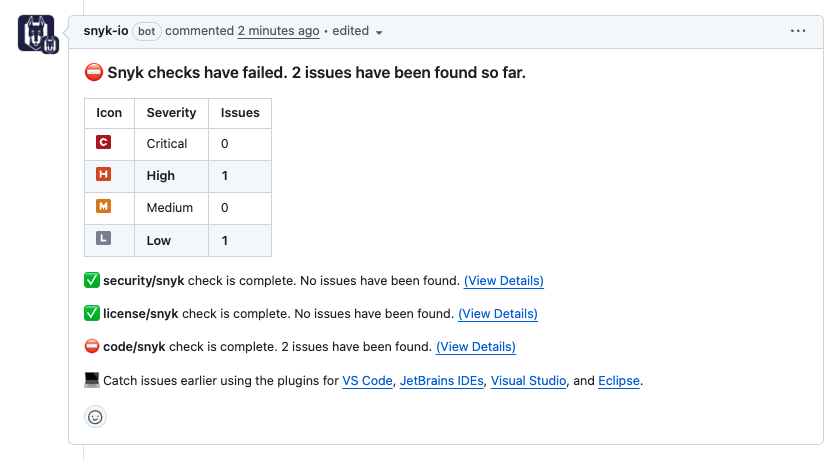 snyk-io bot commented 2 minutes ago • edited
Snyk checks have failed. 2 issues have been found so far.
Icon Severity Issues
C Critical 0
H High 1
M Medium 0
L Low 1
security/snyk check is complete. No issues have been found. (View Details)
license/snyk check is complete. No issues have been found. (View Details)
code/snyk check is complete. 2 issues have been found. (View Details)
Catch issues earlier using the plugins for VS Code, JetBrains IDEs, Visual Studio, and Eclipse.